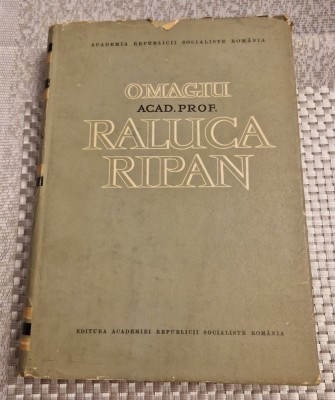 ACADEMIA REPUBLICII SOCIALISTE ROMÂNIA
OMAGIU
ACAD. PROF.
RALUCA
RIPAN
EDITURA ACADEMIEI REPUBLICII SOCIALISTE ROMÂNIA